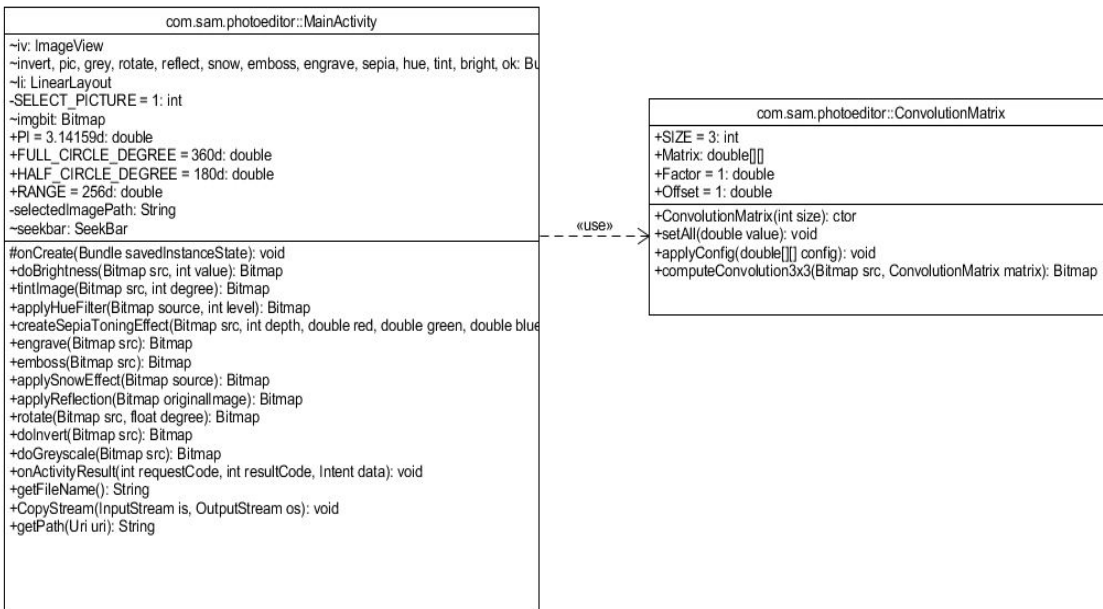 com.sam.photoeditor::MainActivity
~iv: ImageView
~invert, pic, grey, rotate, reflect, snow, emboss, engrave, sepia, hue, tint, bright, ok: Bu
~li: LinearLayout
-SELECT_PICTURE = 1: int
~imgbit: Bitmap
+PI = 3.14159d: double
+FULL_CIRCLE_DEGREE = 360d: double
+HALF_CIRCLE_DEGREE = 180d: double
+RANGE = 256d: double
-selectedImagePath: String
~seekbar: SeekBar
#onCreate(Bundle savedInstanceState): void
+doBrightness(Bitmap src, int value): Bitmap
+tintImage(Bitmap src, int degree): Bitmap
+applyHueFilter(Bitmap source, int level): Bitmap
+createSepiaToningEffect(Bitmap src, int depth, double red, double green, double blue
+engrave(Bitmap src): Bitmap
+emboss(Bitmap src): Bitmap
+applySnowEffect(Bitmap source): Bitmap
+applyReflection(Bitmap originalImage): Bitmap
+rotate(Bitmap src, float degree): Bitmap
+doInvert(Bitmap src): Bitmap
+doGreyscale(Bitmap src): Bitmap
+onActivityResult(int requestCode, int resultCode, Intent data): void
+getFileName(): String
+CopyStream(InputStream is, OutputStream os): void
+getPath(Uri uri): String
«use»
com.sam.photoeditor::ConvolutionMatrix
+SIZE = 3: int
+Matrix: double[][]
+Factor = 1: double
+Offset = 1: double
+ConvolutionMatrix(int size): ctor
+setAll(double value): void
+applyConfig(double[][] config): void
+computeConvolution3x3(Bitmap src, ConvolutionMatrix matrix): Bitmap